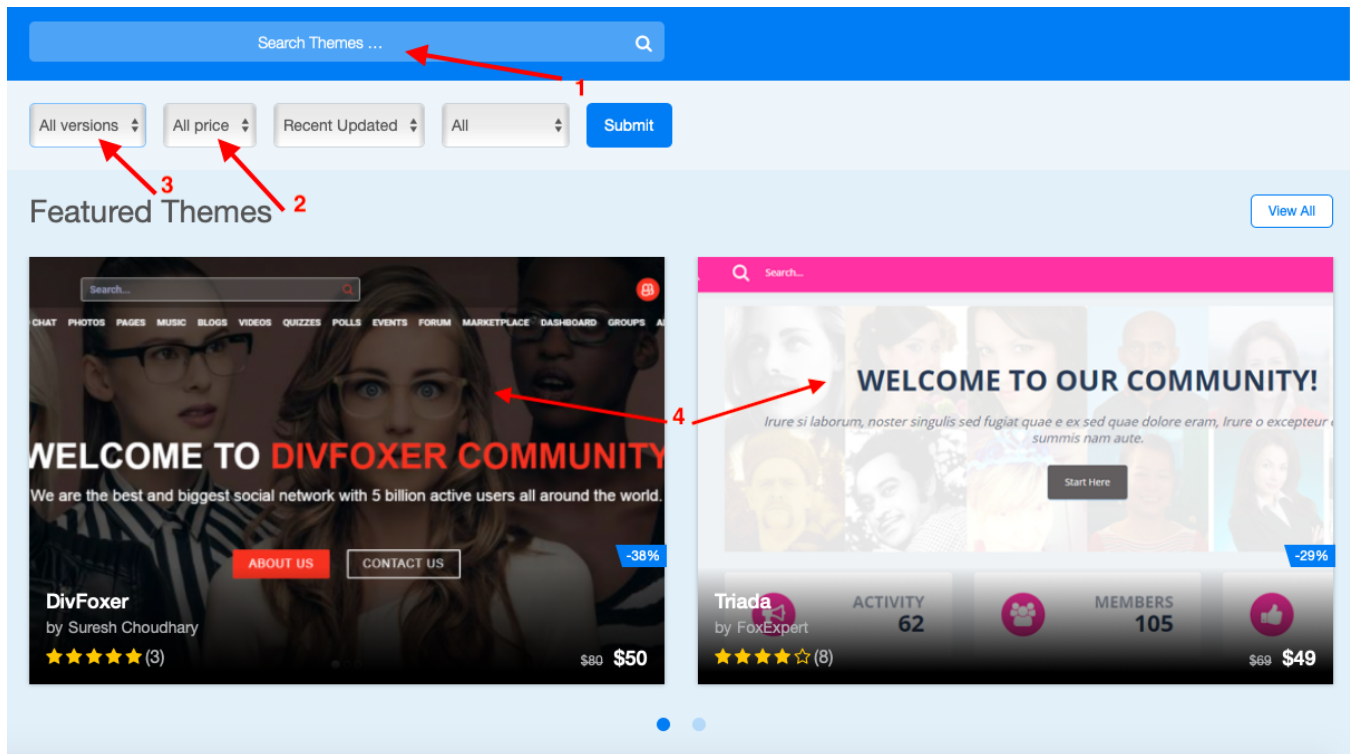 Search Themes ...
1
All versions
All price
Recent Updated
All
Submit
3
2
Featured Themes
View All
Search...
CHAT PHOTOS PAGES MUSIC BLOGS VIDEOS QUIZZES POLLS EVENTS FORUM MARKETPLACE DASHBOARD GROUPS
WELCOME TO DIVFOXER COMMUNITY
We are the best and biggest social network with 5 billion active users all around the world.
ABOUT US
CONTACT US
-38%
DivFoxer
by Suresh Choudhary
(3)
$80 $50
4
Search...
WELCOME TO OUR COMMUNITY!
Irure si laborum, noster singulis sed fugiat quae e ex sed quae dolore eram, Irure o excepteur
summis nam aute.
Start Here
-29%
ACTIVITY
62
MEMBERS
105
Triada
by FoxExpert
(8)
$69 $49